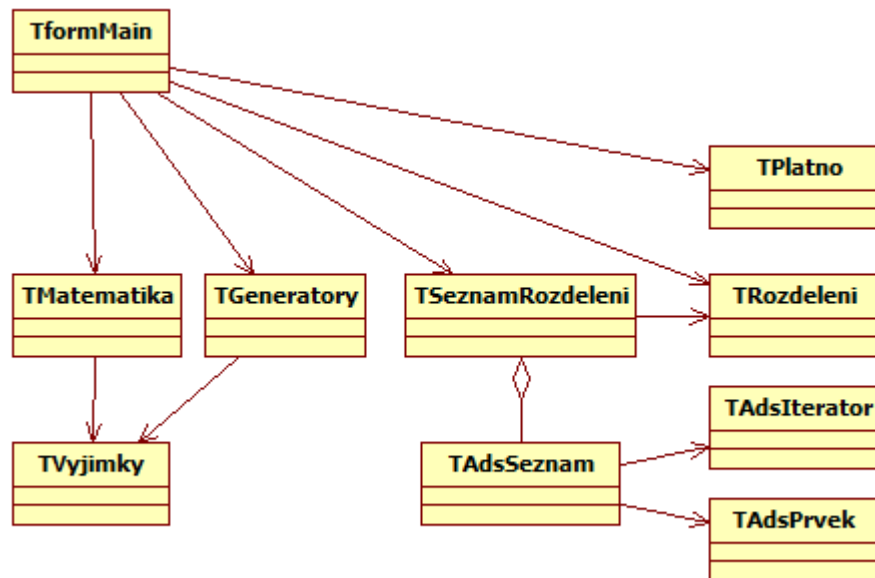 TformMain
TPlatno
TMatematika
TGeneratory
TSeznamRozdeleni
TRozdeleni
TAdsIterator
TVyjimky
TAdsSeznam
TAdsPrvek